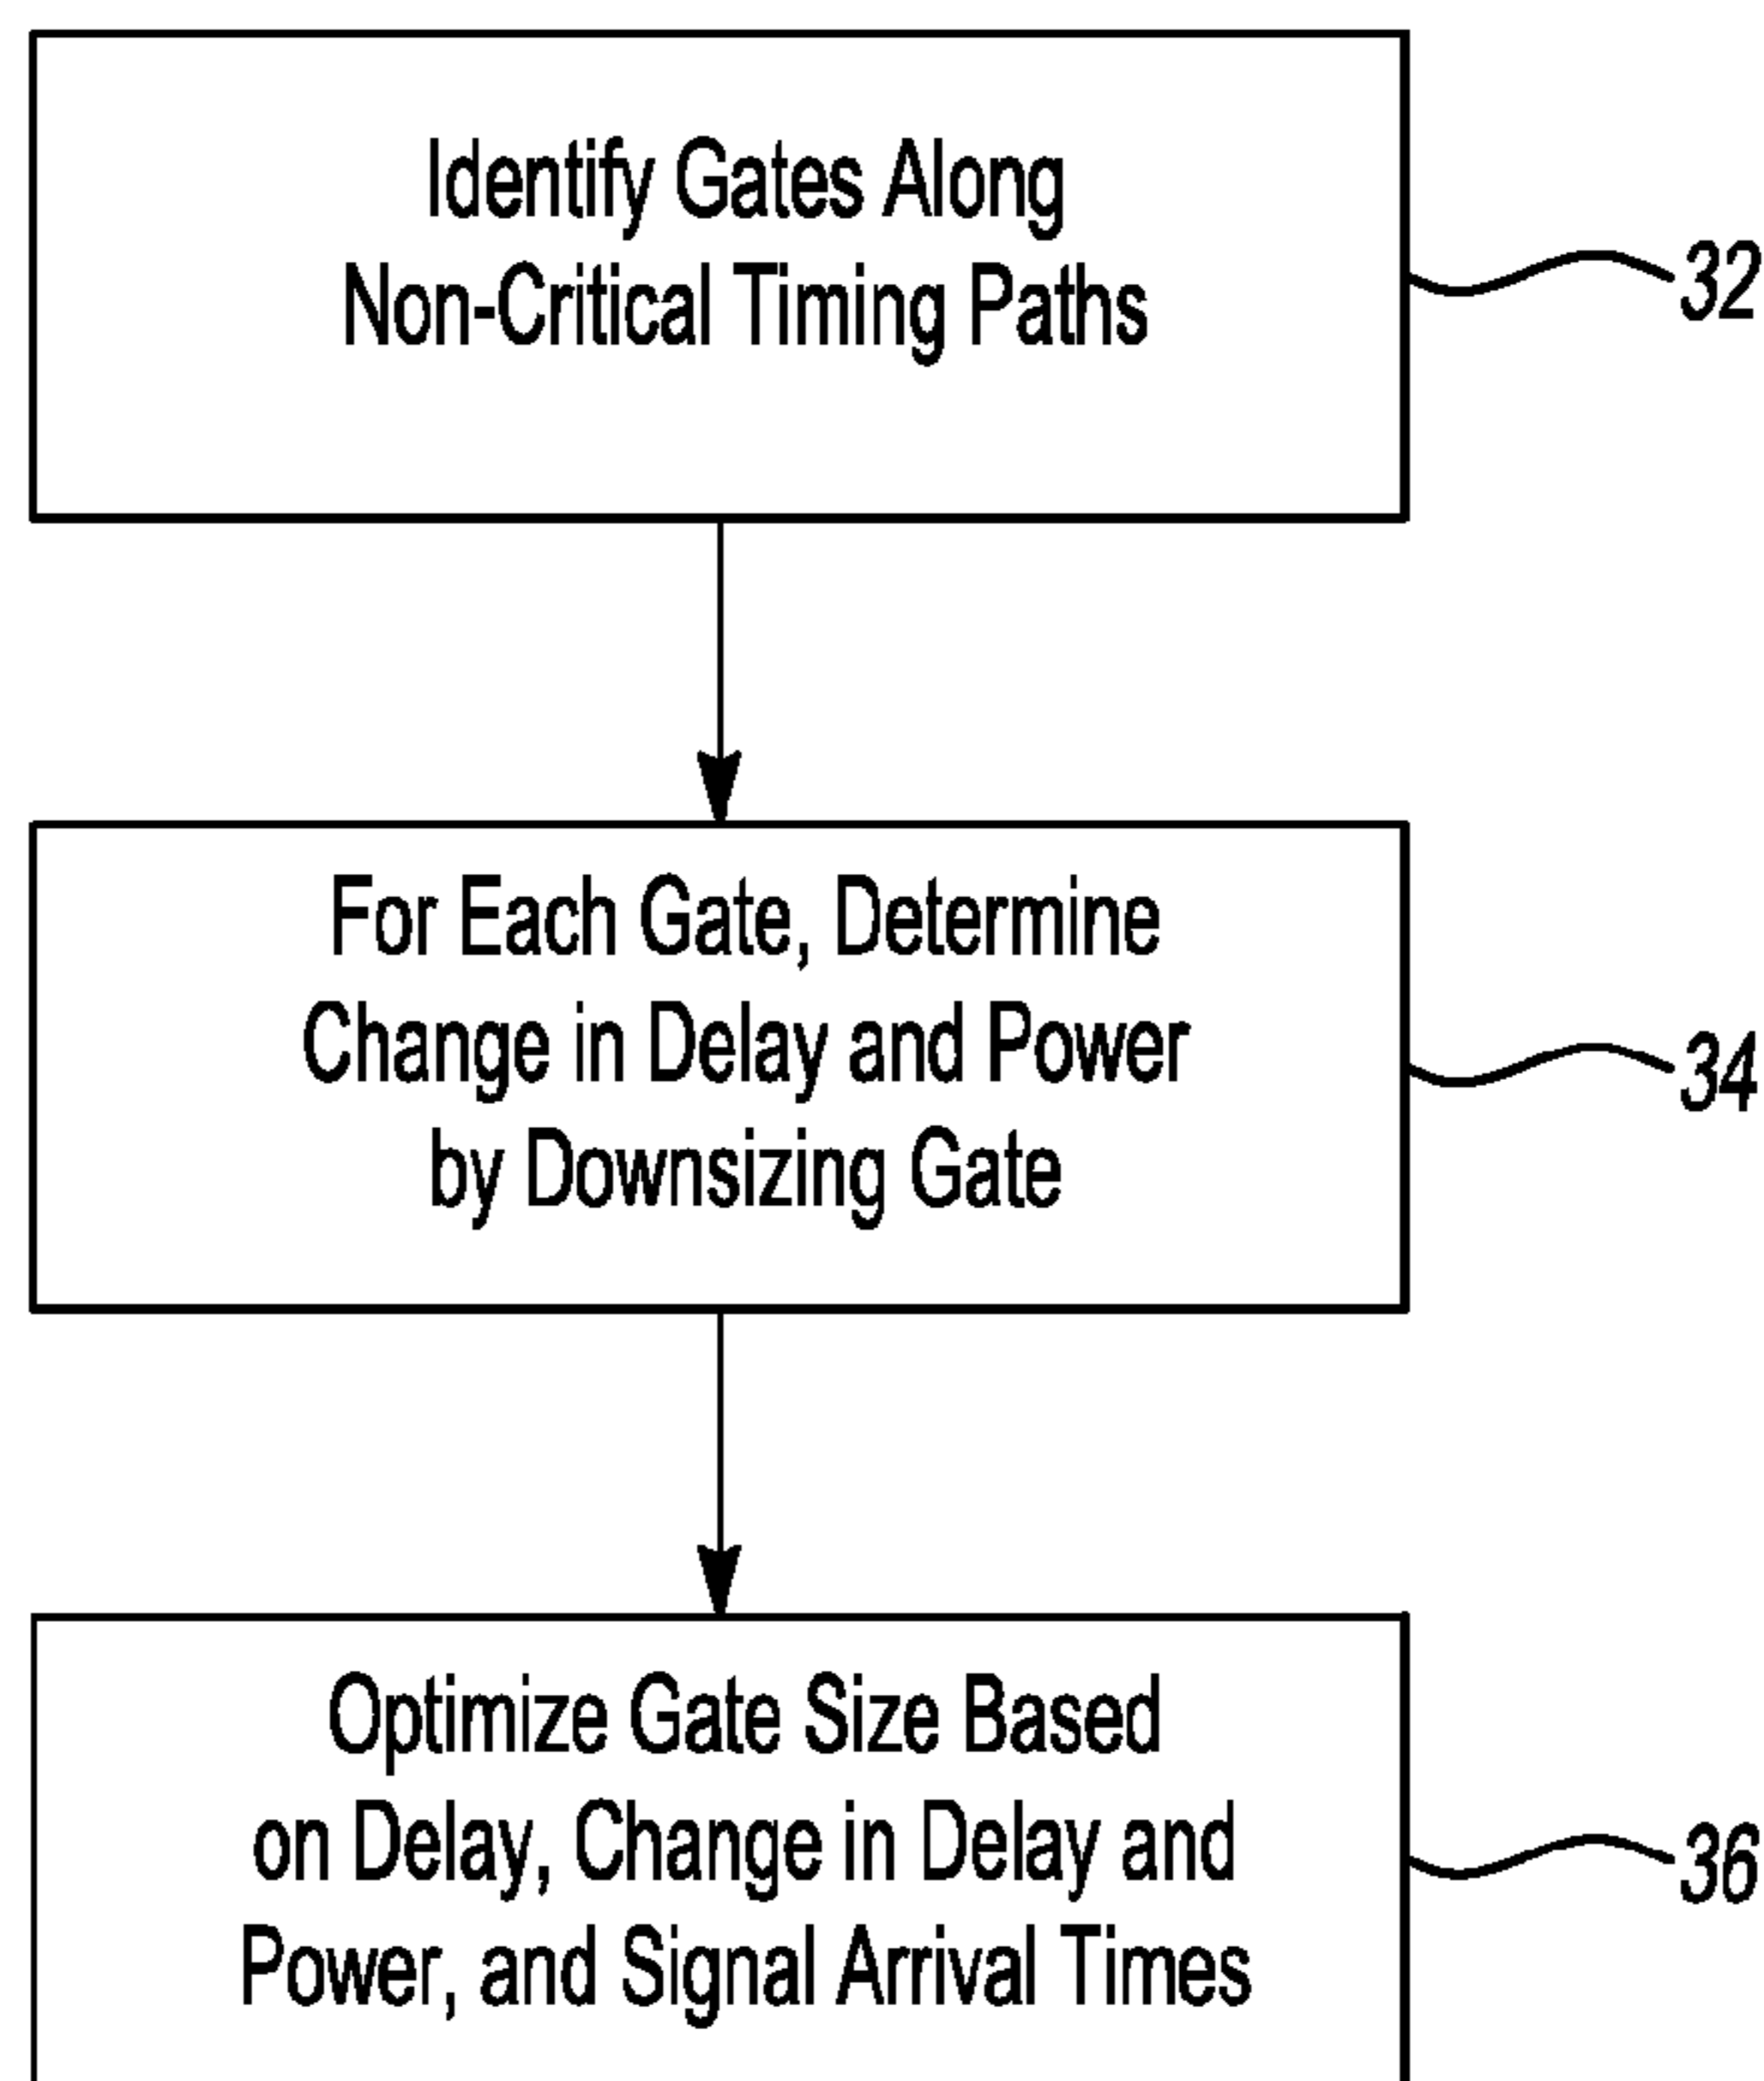 Identify Gates Along
Non-Critical Timing Paths
32
For Each Gate, Determine
Change in Delay and Power
by Downsizing Gate
34
Optimize Gate Size Based
on Delay, Change in Delay and
Power, and Signal Arrival Times
36